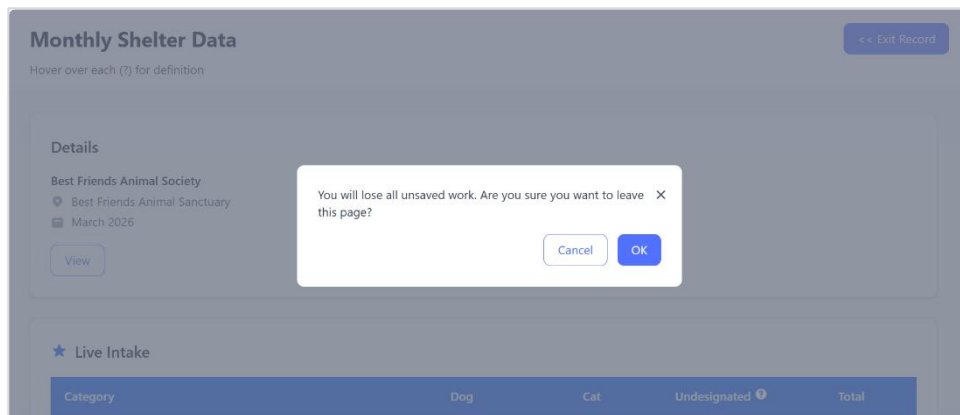 Monthly Shelter Data
<< Exit Record
Hover over each (?) for definition
Details
Best Friends Animal Society
Best Friends Animal Sanctuary
March 2026
View
You will lose all unsaved work. Are you sure you want to leave
this page?
Cancel
OK
Live Intake
Category Dog Cat Undesignated ? Total